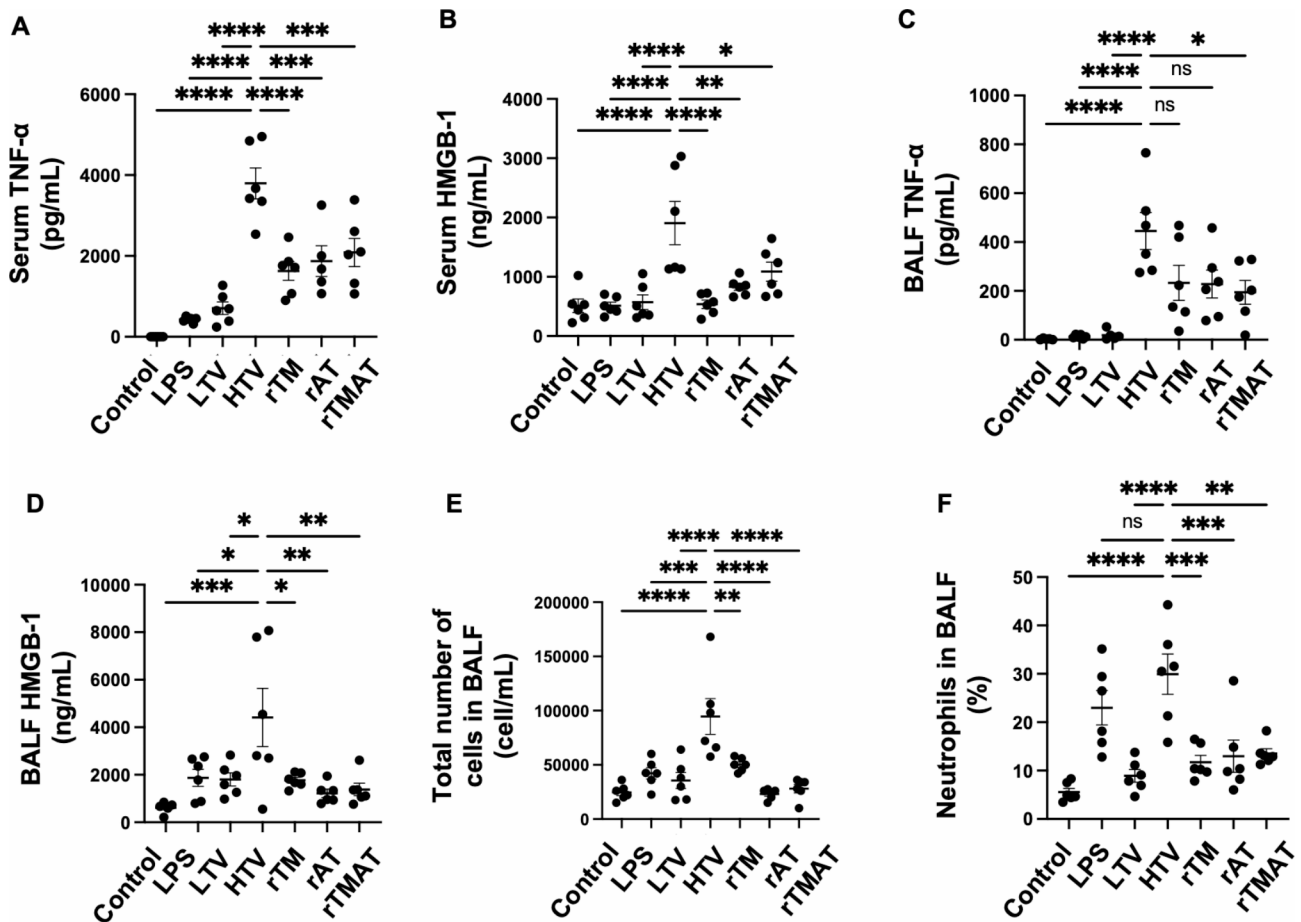 A
**** ***
**** ***
**** ****
Serum TNF-α
(pg/mL)
6000
4000
2000
0
Control
LPS
LTV
HTV
rTM
rAT
rTMAT
B
**** *
**** **
**** ****
Serum HMGB-1
(ng/mL)
4000
3000
2000
1000
0
Control
LPS
LTV
HTV
rTM
rAT
rTMAT
C
**** *
**** ns
**** ns
BALF TNF-α
(pg/mL)
1000
800
600
400
200
0
Control
LPS
LTV
HTV
rTM
rAT
rTMAT
D
* **
* **
*** *
BALF HMGB-1
(ng/mL)
10000
8000
6000
4000
2000
0
Control
LPS
LTV
HTV
rTM
rAT
rTMAT
E
**** ****
*** ****
**** **
Total number of
cells in BALF
(cell/mL)
200000
150000
100000
50000
0
Control
LPS
LTV
HTV
rTM
rAT
rTMAT
F
**** **
ns ***
**** ***
Neutrophils in BALF
(%)
50
40
30
20
10
0
Control
LPS
LTV
HTV
rTM
rAT
rTMAT